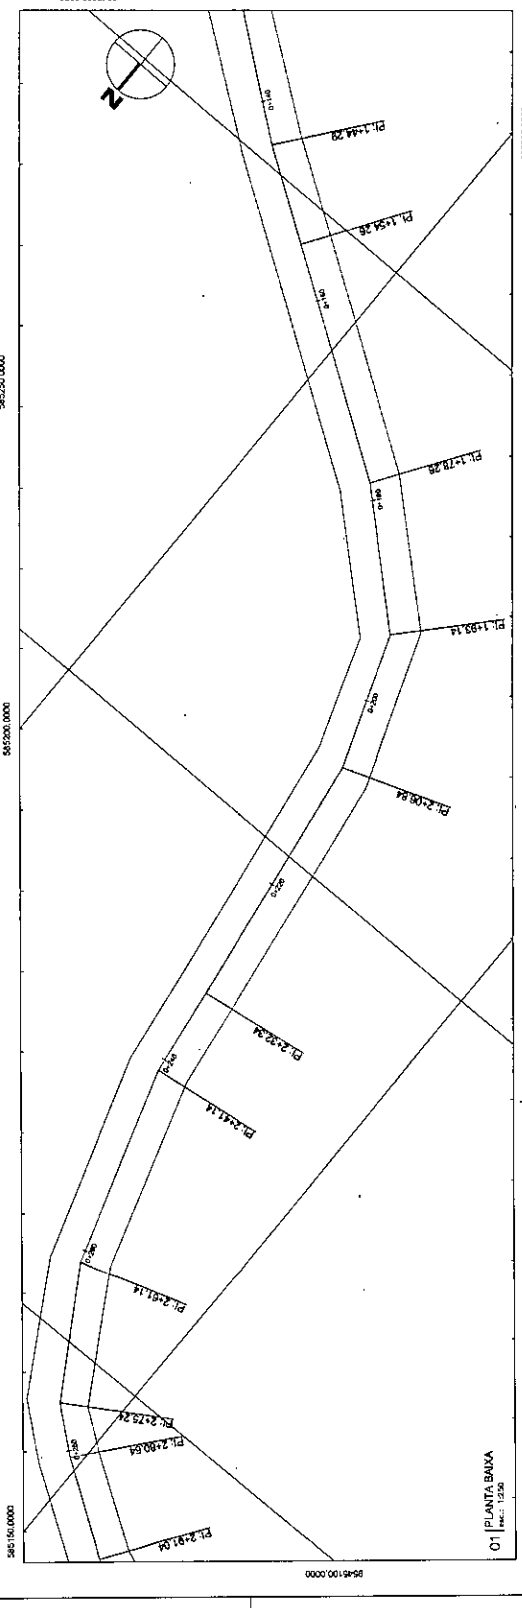 N
0+140
PI: 1+44.29
PI: 1+54.26
0+160
585250.0000
PI: 1+78.28
0+180
PI: 1+93.14
0+200
585200.0000
PI: 2+06.84
0+220
PI: 2+32.34
0+240
PI: 2+41.14
0+260
PI: 2+61.14
PI: 2+75.24
0+280
PI: 2+80.64
PI: 2+91.04
585150.0000
9545100.0000
01 PLANTA BAIXA
esc.: 1:250